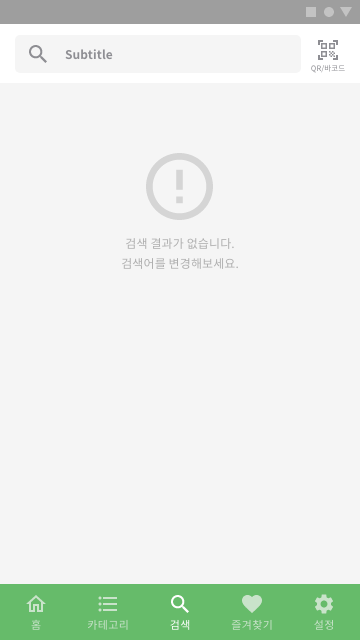 Subtitle
QR/바코드
검색 결과가 없습니다.
검색어를 변경해보세요.
홈
카테고리
검색
즐겨찾기
설정